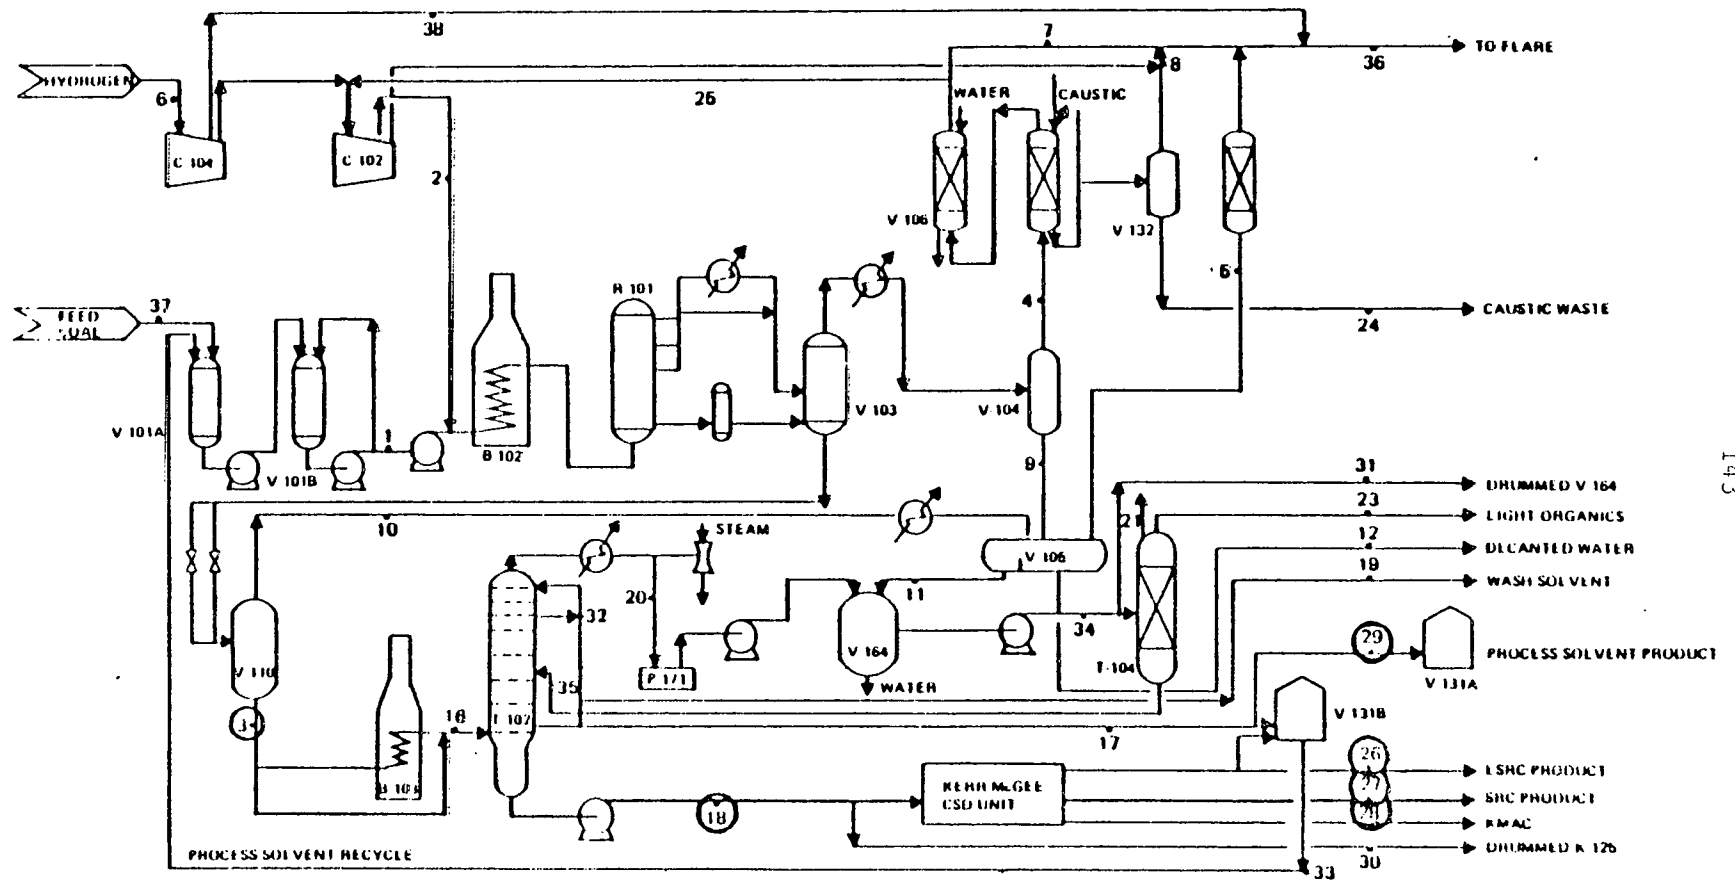 38
7
TO FLARE
36
8
HYDROGEN
6
26
WATER
CAUSTIC
C 104
C 102
2
V 106
V 132
5
R 101
4
37
FEED
COAL
CAUSTIC WASTE
24
V 101A
V 101B
1
B 102
V 103
V-104
9
31
DRUMMED V 164
23
LIGHT ORGANICS
10
STEAM
21
12
DECANTED WATER
V 106
19
WASH SOLVENT
20
32
11
34
V 164
T-104
29
PROCESS SOLVENT PRODUCT
V 131A
V 110
35
P 171
WATER
3
16
T 102
17
V 131B
B 103
26
LSRC PRODUCT
KERR McGEE
CSD UNIT
27
SRC PRODUCT
18
28
KMAC
DRUMMED K 125
30
PROCESS SOLVENT RECYCLE
33
143